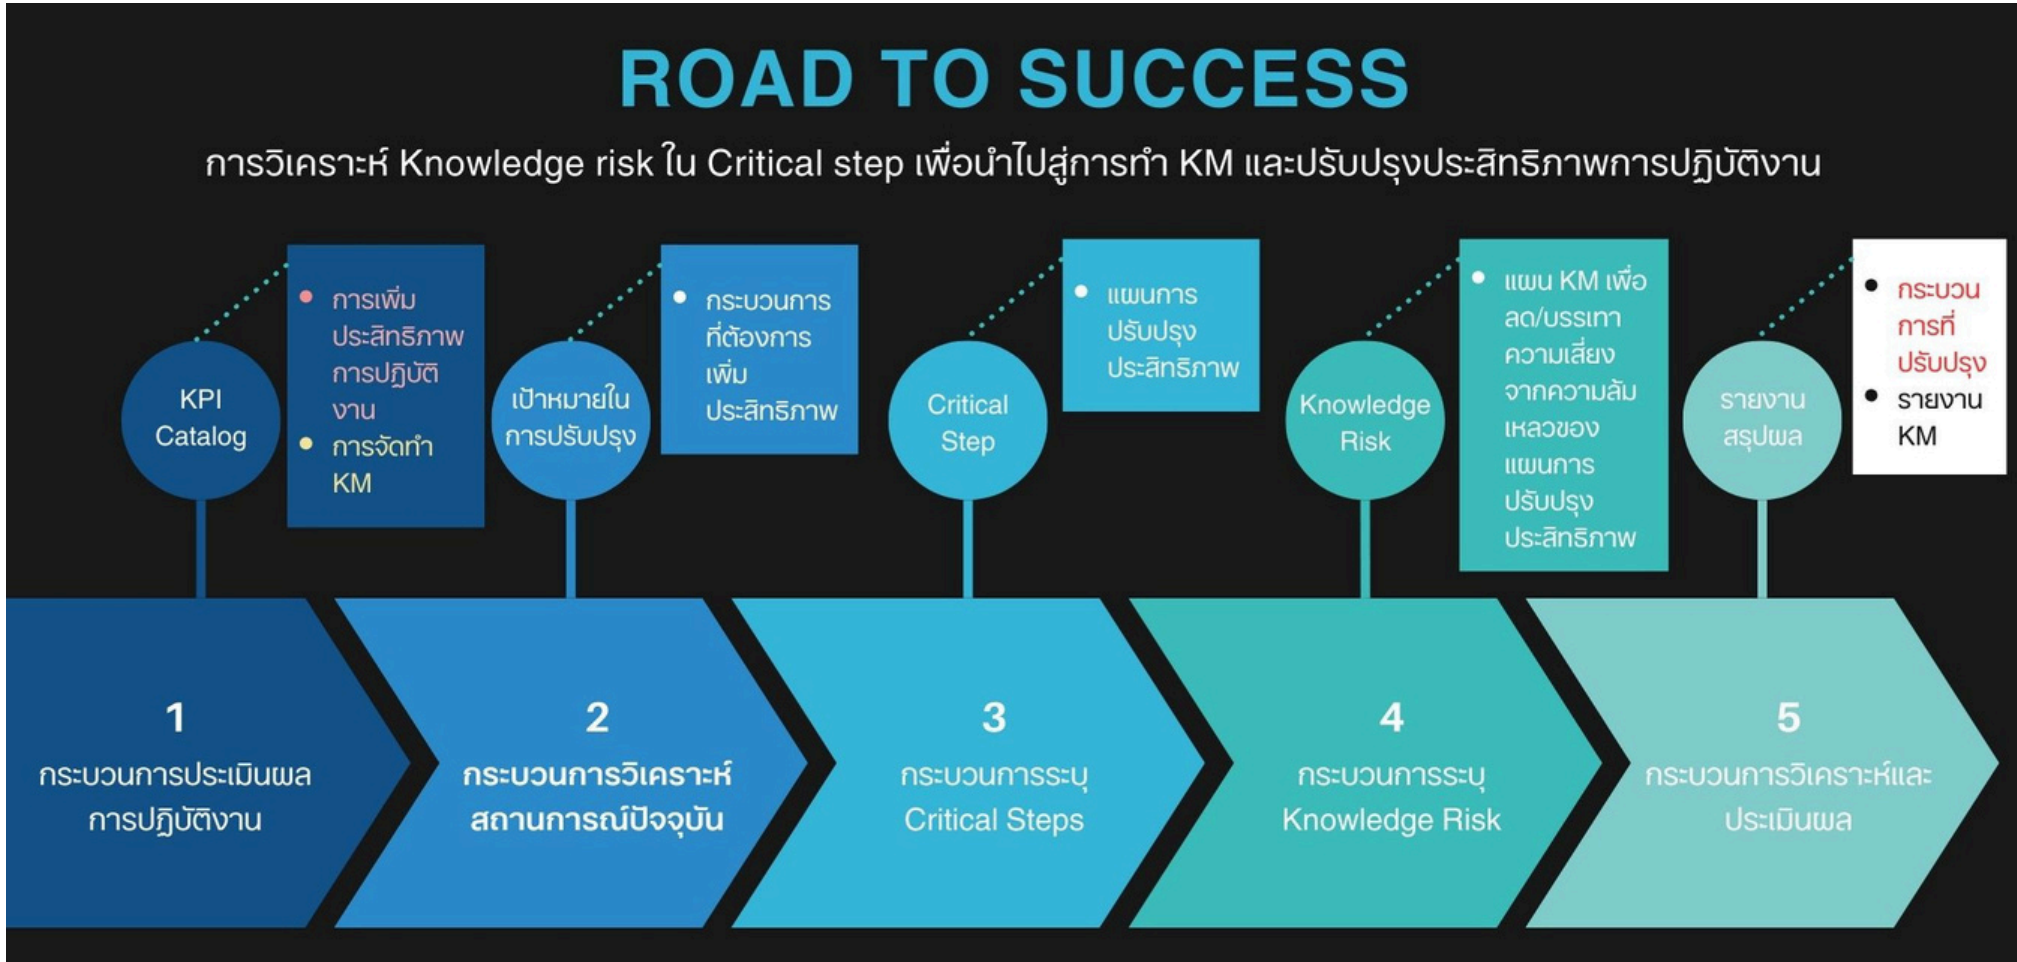 ROAD TO SUCCESS
การวิเคราะห์ Knowledge risk ใน Critical step เพื่อนำไปสู่การทำ KM และปรับปรุงประสิทธิภาพการปฏิบัติงาน
KPI
Catalog
• การเพิ่ม
ประสิทธิภาพ
การปฏิบัติ
งาน
• การจัดทำ
KM
เป้าหมายใน
การปรับปรุง
• กระบวนการ
ที่ต้องการ
เพิ่ม
ประสิทธิภาพ
Critical
Step
• แผนการ
ปรับปรุง
ประสิทธิภาพ
Knowledge
Risk
• แผน KM เพื่อ
ลด/บรรเทา
ความเสี่ยง
จากความล้ม
เหลวของ
แผนการ
ปรับปรุง
ประสิทธิภาพ
รายงาน
สรุปผล
• กระบวน
การที่
ปรับปรุง
• รายงาน
KM
1
กระบวนการประเมินผล
การปฏิบัติงาน
2
กระบวนการวิเคราะห์
สถานการณ์ปัจจุบัน
3
กระบวนการระบุ
Critical Steps
4
กระบวนการระบุ
Knowledge Risk
5
กระบวนการวิเคราะห์และ
ประเมินผล